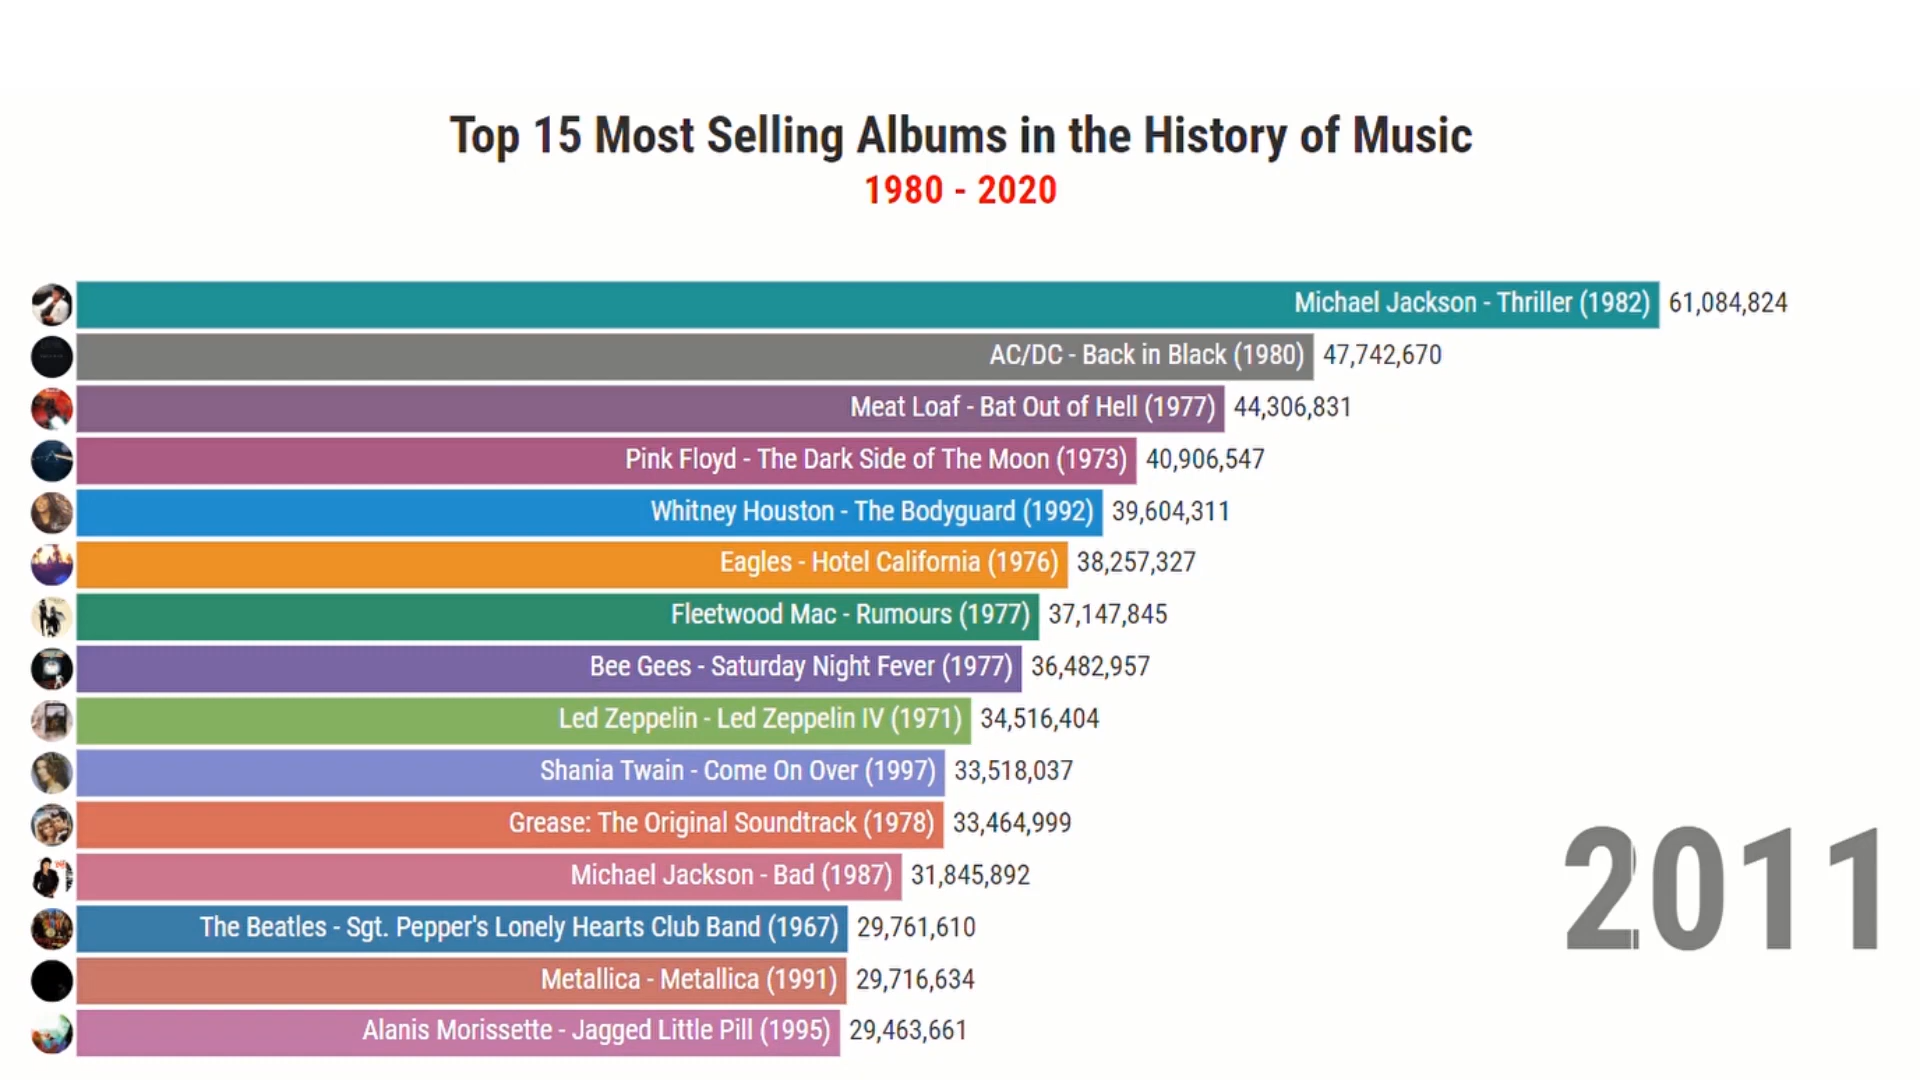 Top 15 Most Selling Albums in the History of Music
1980 - 2020
Michael Jackson - Thriller (1982) 61,084,824
AC/DC - Back in Black (1980) 47,742,670
Meat Loaf - Bat Out of Hell (1977) 44,306,831
Pink Floyd - The Dark Side of The Moon (1973) 40,906,547
Whitney Houston - The Bodyguard (1992) 39,604,311
Eagles - Hotel California (1976) 38,257,327
Fleetwood Mac - Rumours (1977) 37,147,845
Bee Gees - Saturday Night Fever (1977) 36,482,957
Led Zeppelin - Led Zeppelin IV (1971) 34,516,404
Shania Twain - Come On Over (1997) 33,518,037
Grease: The Original Soundtrack (1978) 33,464,999
Michael Jackson - Bad (1987) 31,845,892
The Beatles - Sgt. Pepper's Lonely Hearts Club Band (1967) 29,761,610
Metallica - Metallica (1991) 29,716,634
Alanis Morissette - Jagged Little Pill (1995) 29,463,661
2011